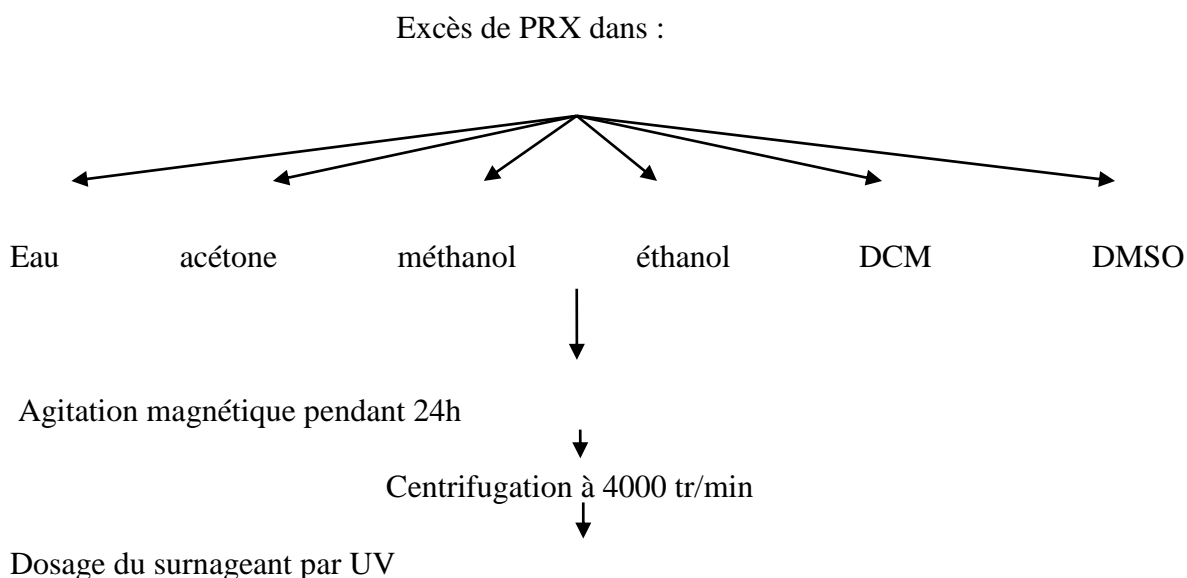 Excès de PRX dans :
Eau acétone méthanol éthanol DCM DMSO
Agitation magnétique pendant 24h
Centrifugation à 4000 tr/min
Dosage du surnageant par UV